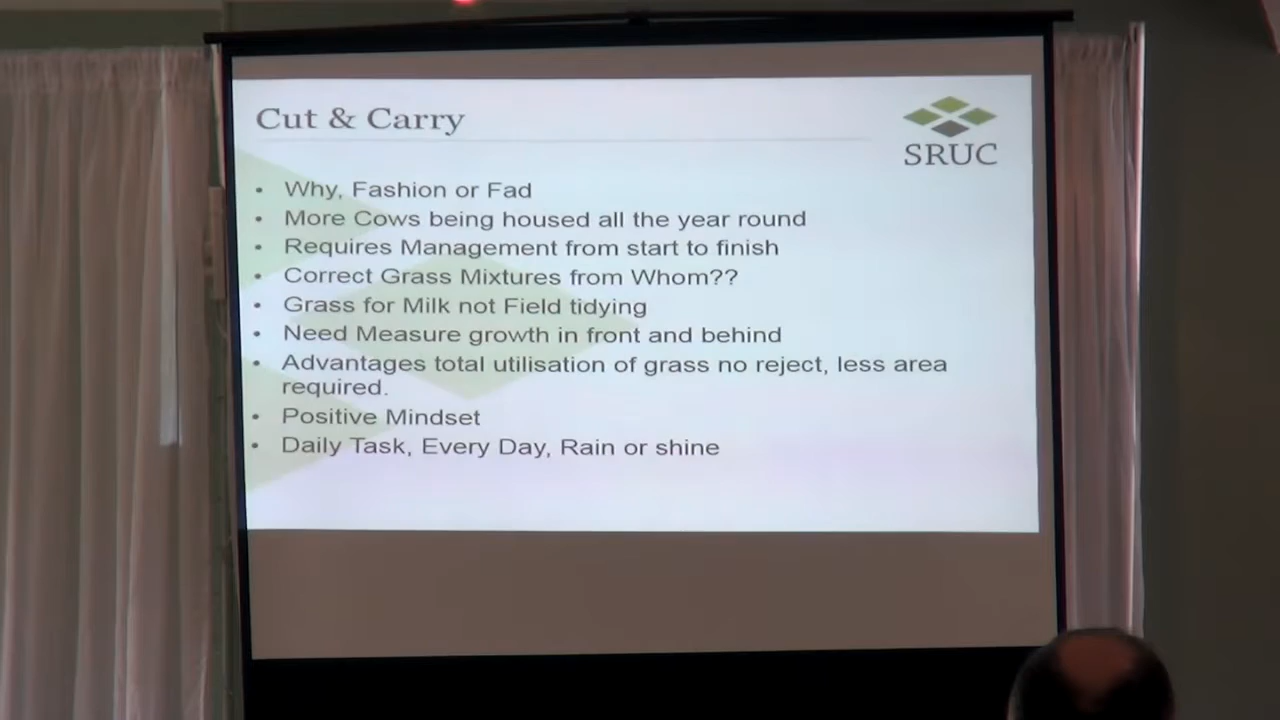 Cut & Carry
SRUC
• Why, Fashion or Fad
• More Cows being housed all the year round
• Requires Management from start to finish
• Correct Grass Mixtures from Whom??
• Grass for Milk not Field tidying
• Need Measure growth in front and behind
• Advantages total utilisation of grass no reject, less area
required.
• Positive Mindset
• Daily Task, Every Day, Rain or shine